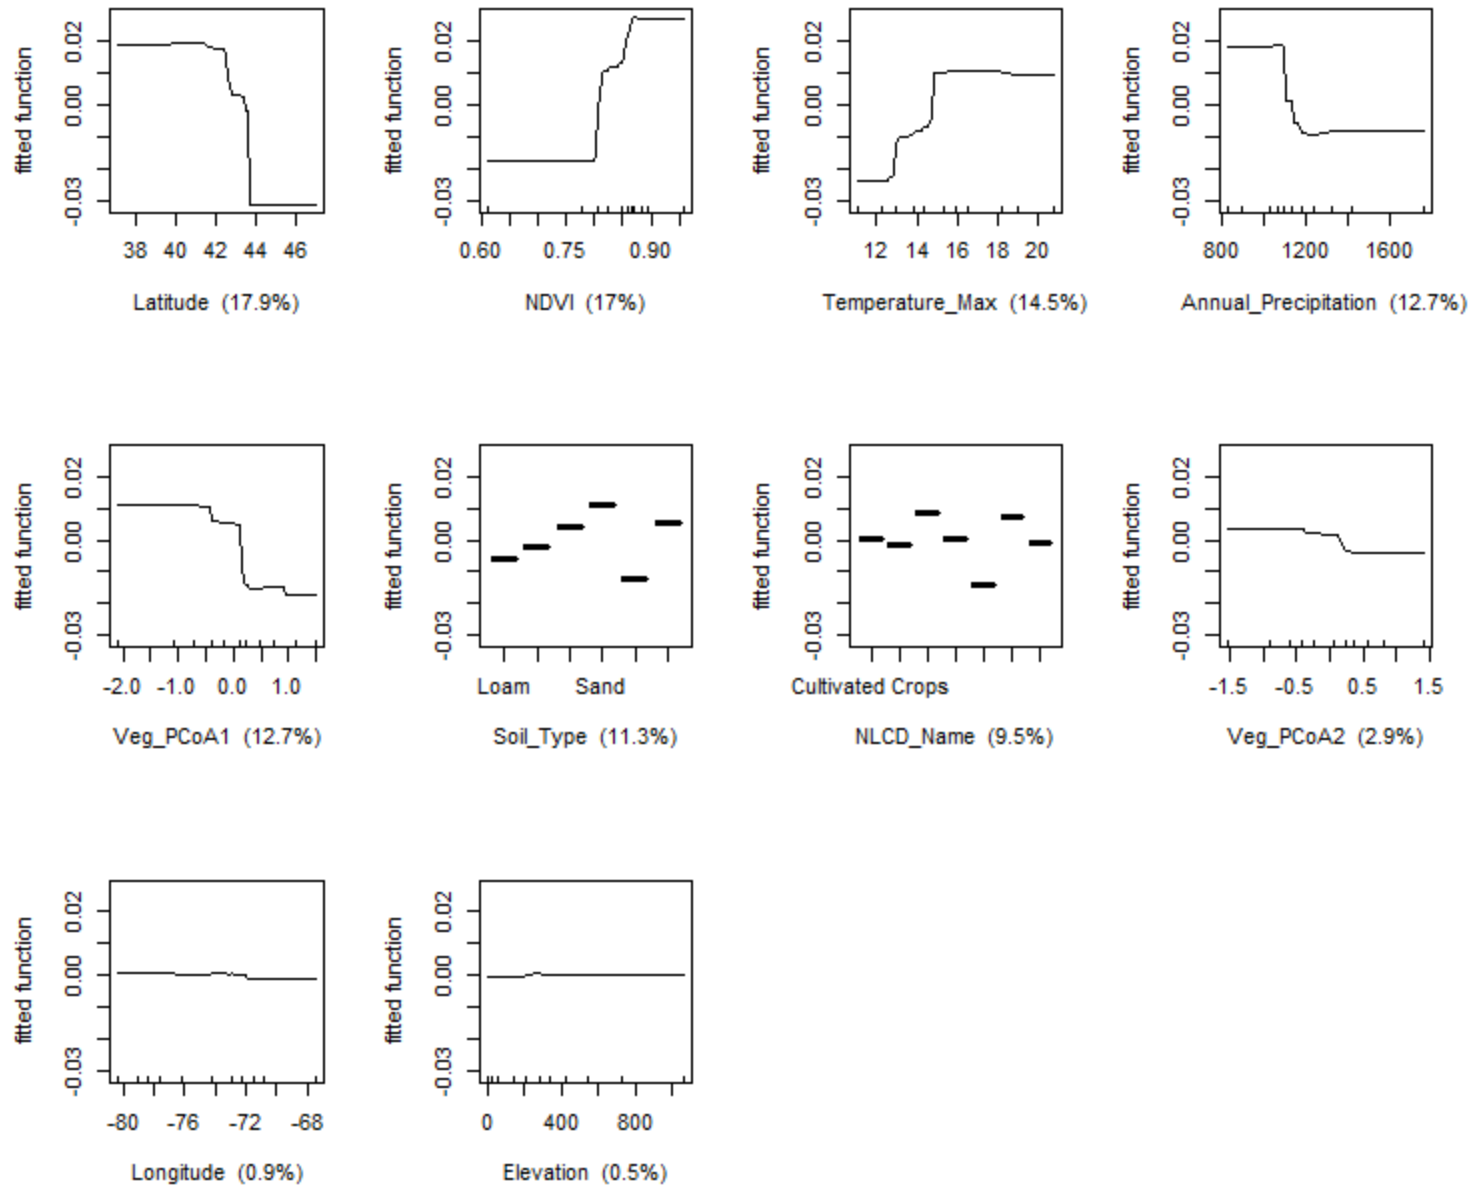 fitted function
0.02
0.00
-0.03
38 40 42 44 46
Latitude (17.9%)
fitted function
0.02
0.00
-0.03
0.60 0.75 0.90
NDVI (17%)
fitted function
0.02
0.00
-0.03
12 14 16 18 20
Temperature_Max (14.5%)
fitted function
0.02
0.00
-0.03
800 1200 1600
Annual_Precipitation (12.7%)
fitted function
0.02
0.00
-0.03
-2.0 -1.0 0.0 1.0
Veg_PCoA1 (12.7%)
fitted function
0.02
0.00
-0.03
Loam Sand
Soil_Type (11.3%)
fitted function
0.02
0.00
-0.03
Cultivated Crops
NLCD_Name (9.5%)
fitted function
0.02
0.00
-0.03
-1.5 -0.5 0.5 1.5
Veg_PCoA2 (2.9%)
fitted function
0.02
0.00
-0.03
-80 -76 -72 -68
Longitude (0.9%)
fitted function
0.02
0.00
-0.03
0 400 800
Elevation (0.5%)